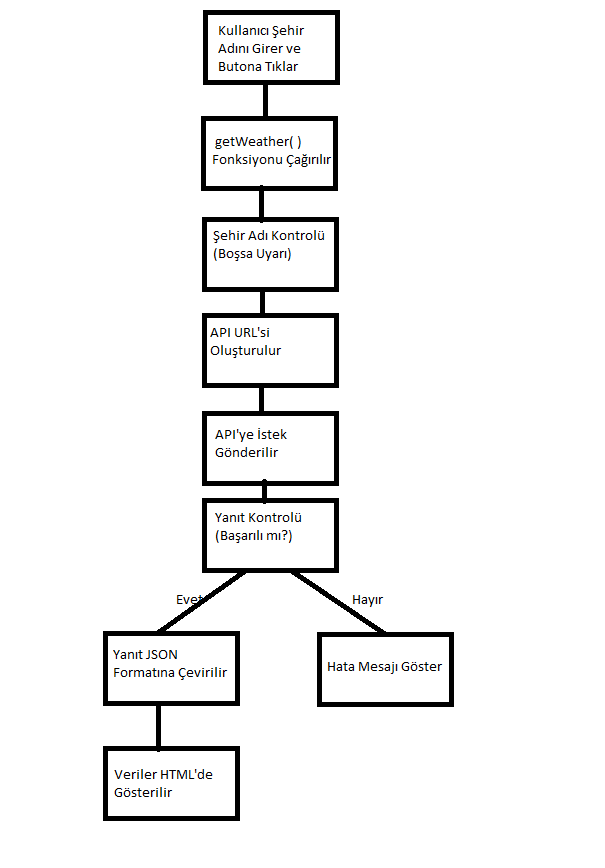 Kullanıcı Şehir
Adını Girer ve
Butona Tıklar
getWeather( )
Fonksiyonu Çağırılır
Şehir Adı Kontrolü
(Boşsa Uyarı)
API URL'si
Oluşturulur
API'ye İstek
Gönderilir
Yanıt Kontrolü
(Başarılı mı?)
Evet
Hayır
Yanıt JSON
Formatına Çevirilir
Hata Mesajı Göster
Veriler HTML'de
Gösterilir